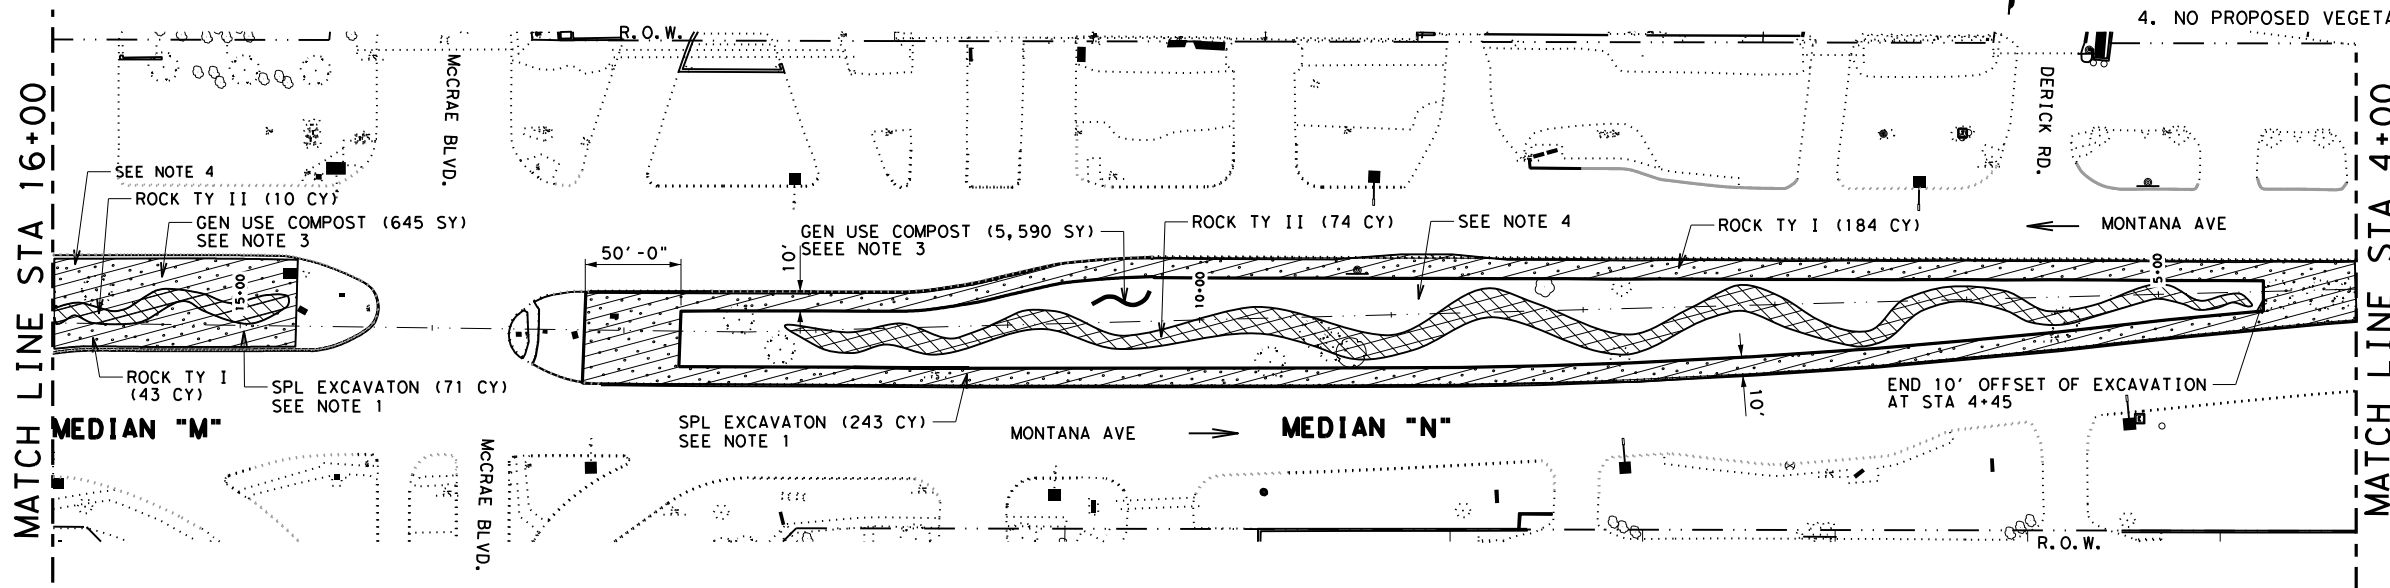 4. NO PROPOSED VEGETA
R.O.W.
MATCH LINE STA 16+00
McCRAE BLVD.
DERICK RD.
MATCH LINE STA 4+00
SEE NOTE 4
ROCK TY II (10 CY)
GEN USE COMPOST (645 SY)
SEE NOTE 3
50'-0"
10'
GEN USE COMPOST (5,590 SY)
SEEE NOTE 3
ROCK TY II (74 CY)
SEE NOTE 4
ROCK TY I (184 CY)
MONTANA AVE
15+00
10+00
5+00
ROCK TY I
(43 CY)
SPL EXCAVATON (71 CY)
SEE NOTE 1
MEDIAN "M"
SPL EXCAVATON (243 CY)
SEE NOTE 1
MONTANA AVE
MEDIAN "N"
10'
END 10' OFFSET OF EXCAVATION
AT STA 4+45
McCRAE BLVD.
R.O.W.